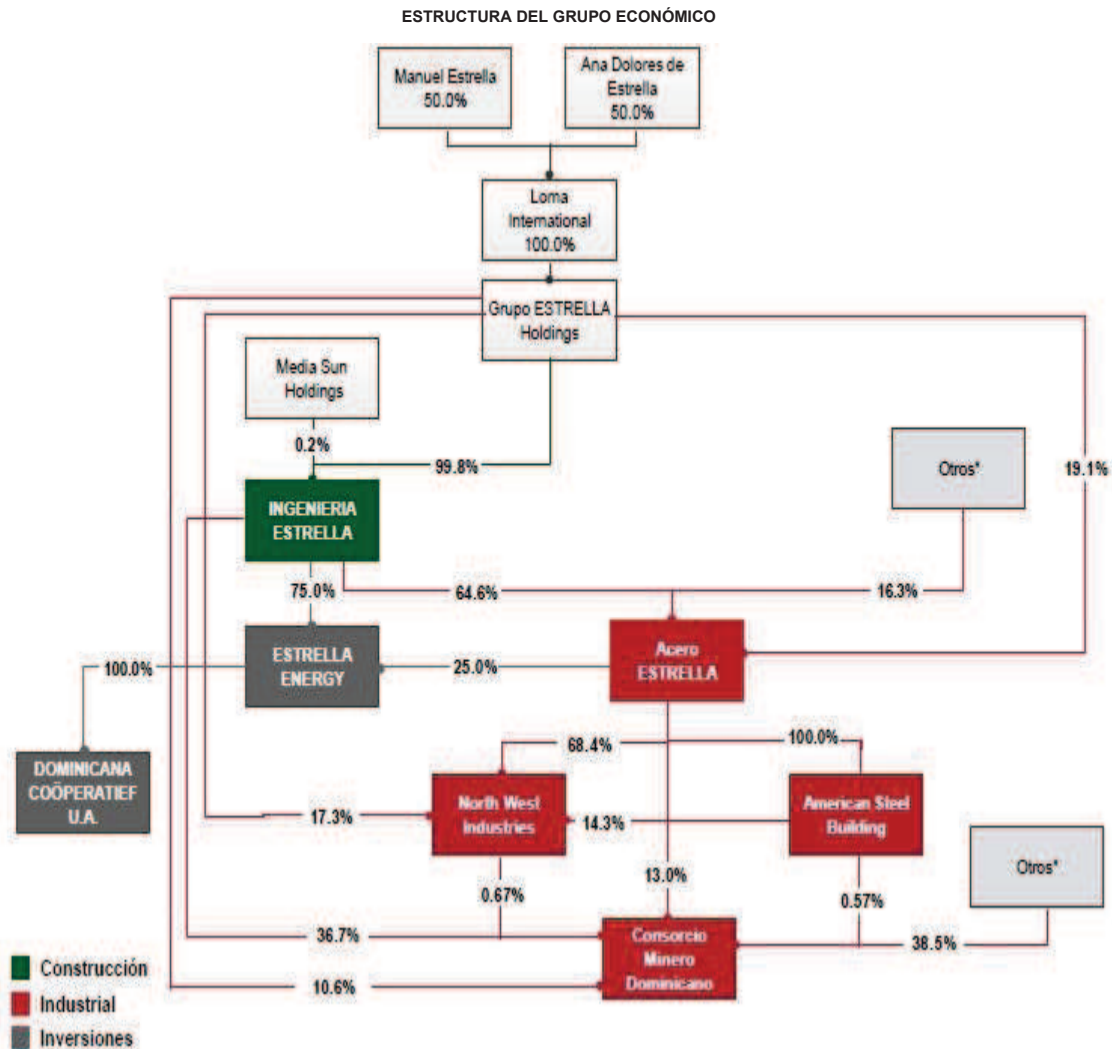 ESTRUCTURA DEL GRUPO ECONÓMICO
Manuel Estrella
50.0%
Ana Dolores de
Estrella
50.0%
Loma
International
100.0%
Grupo ESTRELLA
Holdings
Media Sun
Holdings
0.2%
99.8%
Otros*
19.1%
INGENIERIA
ESTRELLA
75.0%
64.6%
16.3%
ESTRELLA
ENERGY
100.0%
25.0%
Acero
ESTRELLA
68.4%
100.0%
DOMINICANA
COÖPERATIEF
U.A.
17.3%
North West
Industries
14.3%
American Steel
Building
Otros*
0.67%
13.0%
0.57%
36.7%
Consorcio
Minero
Dominicano
38.5%
10.6%
Construcción
Industrial
Inversiones